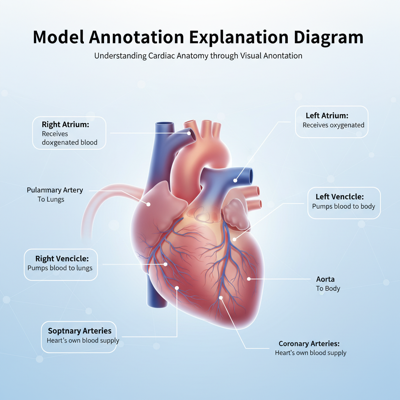 Model Annotation Explanation Diagram
Understanding Cardiac Anatomy through Visual Anontation
Right Atrium:
Receives
doxgenated blood
Left Atrium:
Receives oxygenated
Pulammary Artery
To Lungs
Left Vencicle:
Pumps blood to body
Right Vencicle:
Pumps blood to lungs
Aorta
To Body
Soptnary Arteries
Heart's own blood supply
Coronary Arteries:
Heart's own blood supply